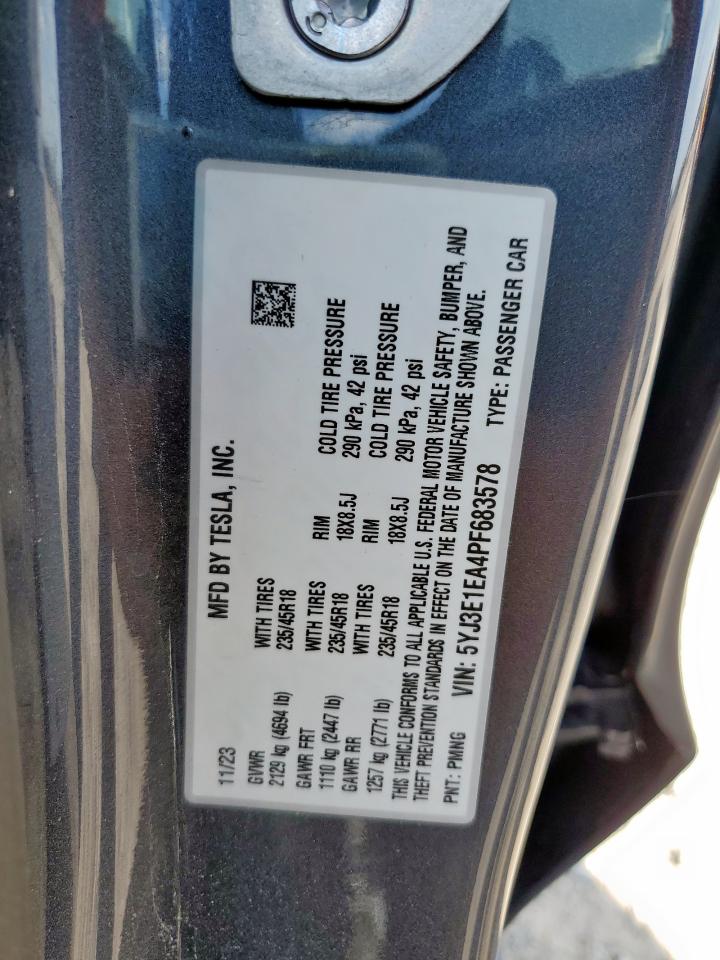 11/23 MFD BY TESLA, INC.
GVWR WITH TIRES RIM COLD TIRE PRESSURE
2129 kg (4694 lb) 235/45R18 18X8.5J 290 kPa, 42 psi
GAWR FRT WITH TIRES RIM COLD TIRE PRESSURE
1110 kg (2447 lb) 235/45R18 18X8.5J 290 kPa, 42 psi
GAWR RR WITH TIRES
1257 kg (2771 lb) 235/45R18
THIS VEHICLE CONFORMS TO ALL APPLICABLE U.S. FEDERAL MOTOR VEHICLE SAFETY, BUMPER, AND
THEFT PREVENTION STANDARDS IN EFFECT ON THE DATE OF MANUFACTURE SHOWN ABOVE.
PNT: PMNG VIN: 5YJ3E1EA4PF683578 TYPE: PASSENGER CAR